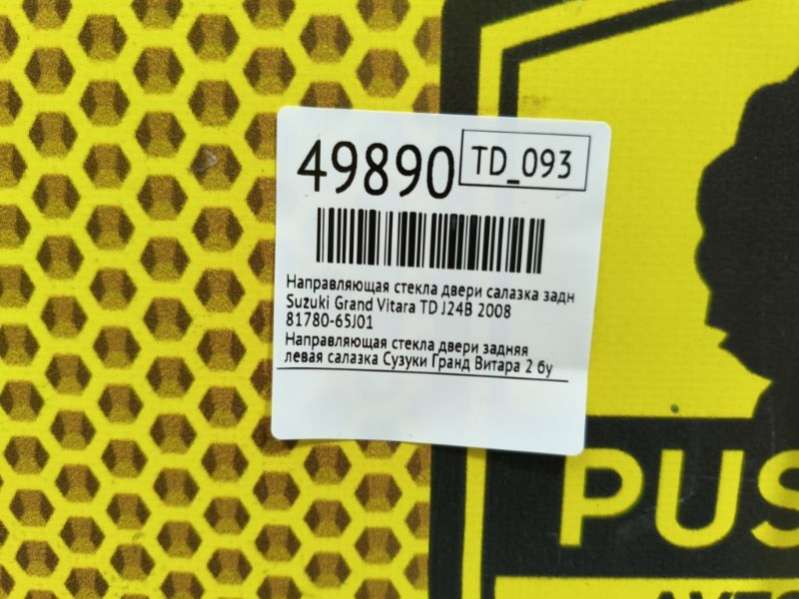 49890
TD_093
Направляющая стекла двери салазка задн
Suzuki Grand Vitara TD J24B 2008
81780-65J01
Направляющая стекла двери задняя
левая салазка Сузуки Гранд Витара 2 бу